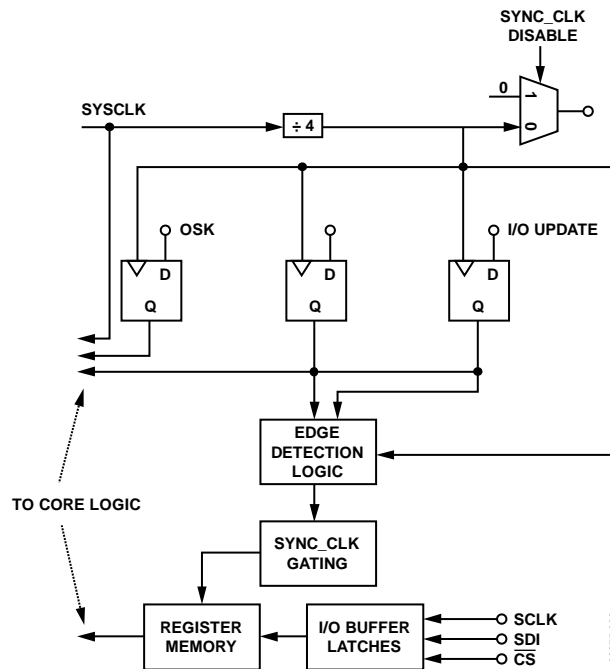 SYNC_CLK
DISABLE
0
1
0
SYSCLK
÷ 4
OSK
I/O UPDATE
D
Q
D
Q
D
Q
EDGE
DETECTION
LOGIC
TO CORE LOGIC
SYNC_CLK
GATING
REGISTER
MEMORY
I/O BUFFER
LATCHES
SCLK
SDI
CS